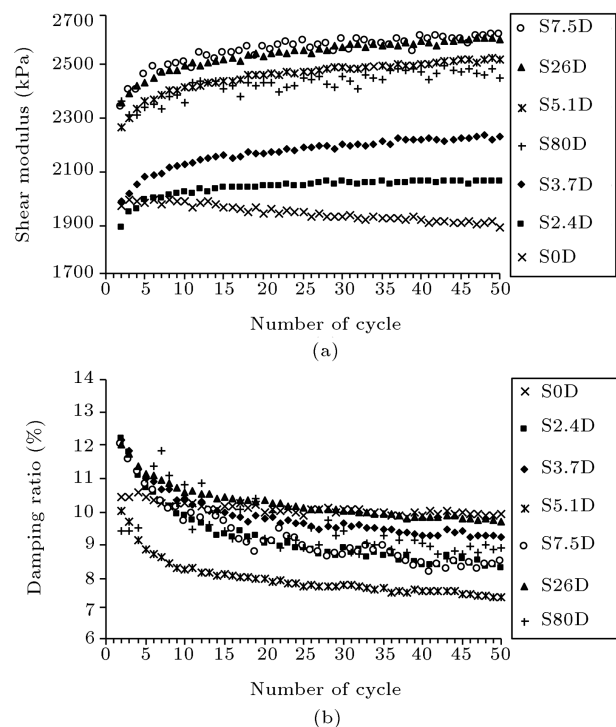 2700
2500
2300
2100
1900
1700
Shear modulus (kPa)
0 5 10 15 20 25 30 35 40 45 50
Number of cycle
S7.5D
S26D
S5.1D
S80D
S3.7D
S2.4D
S0D
(a)
14
13
12
11
10
9
8
7
6
Damping ratio (%)
0 5 10 15 20 25 30 35 40 45 50
Number of cycle
S0D
S2.4D
S3.7D
S5.1D
S7.5D
S26D
S80D
(b)